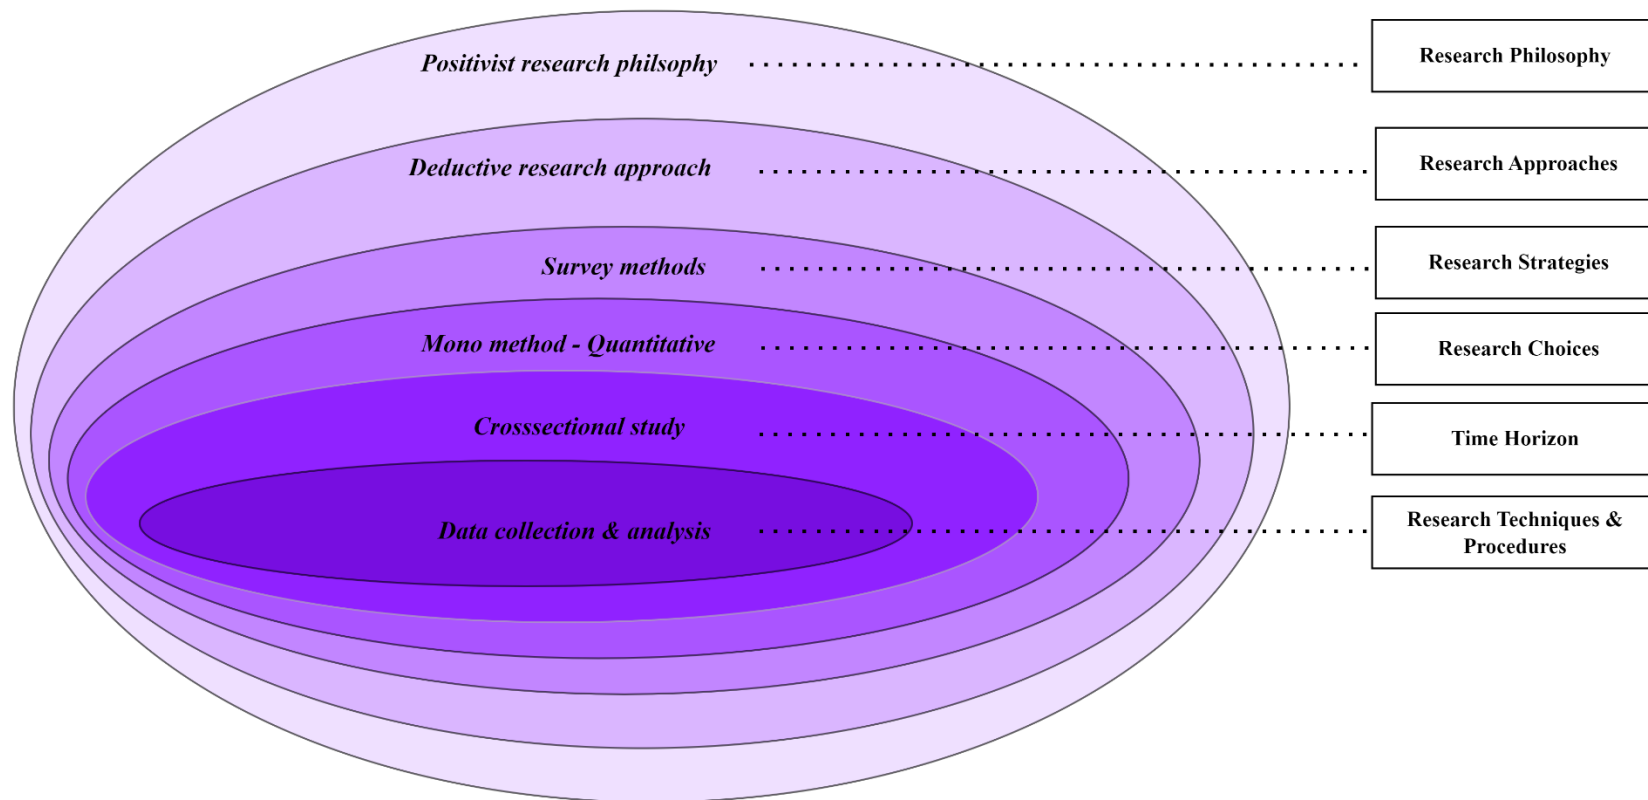 Positivist research philsophy
Research Philosophy
Deductive research approach
Research Approaches
Survey methods
Research Strategies
Mono method - Quantitative
Research Choices
Crosssectional study
Time Horizon
Data collection & analysis
Research Techniques &
Procedures